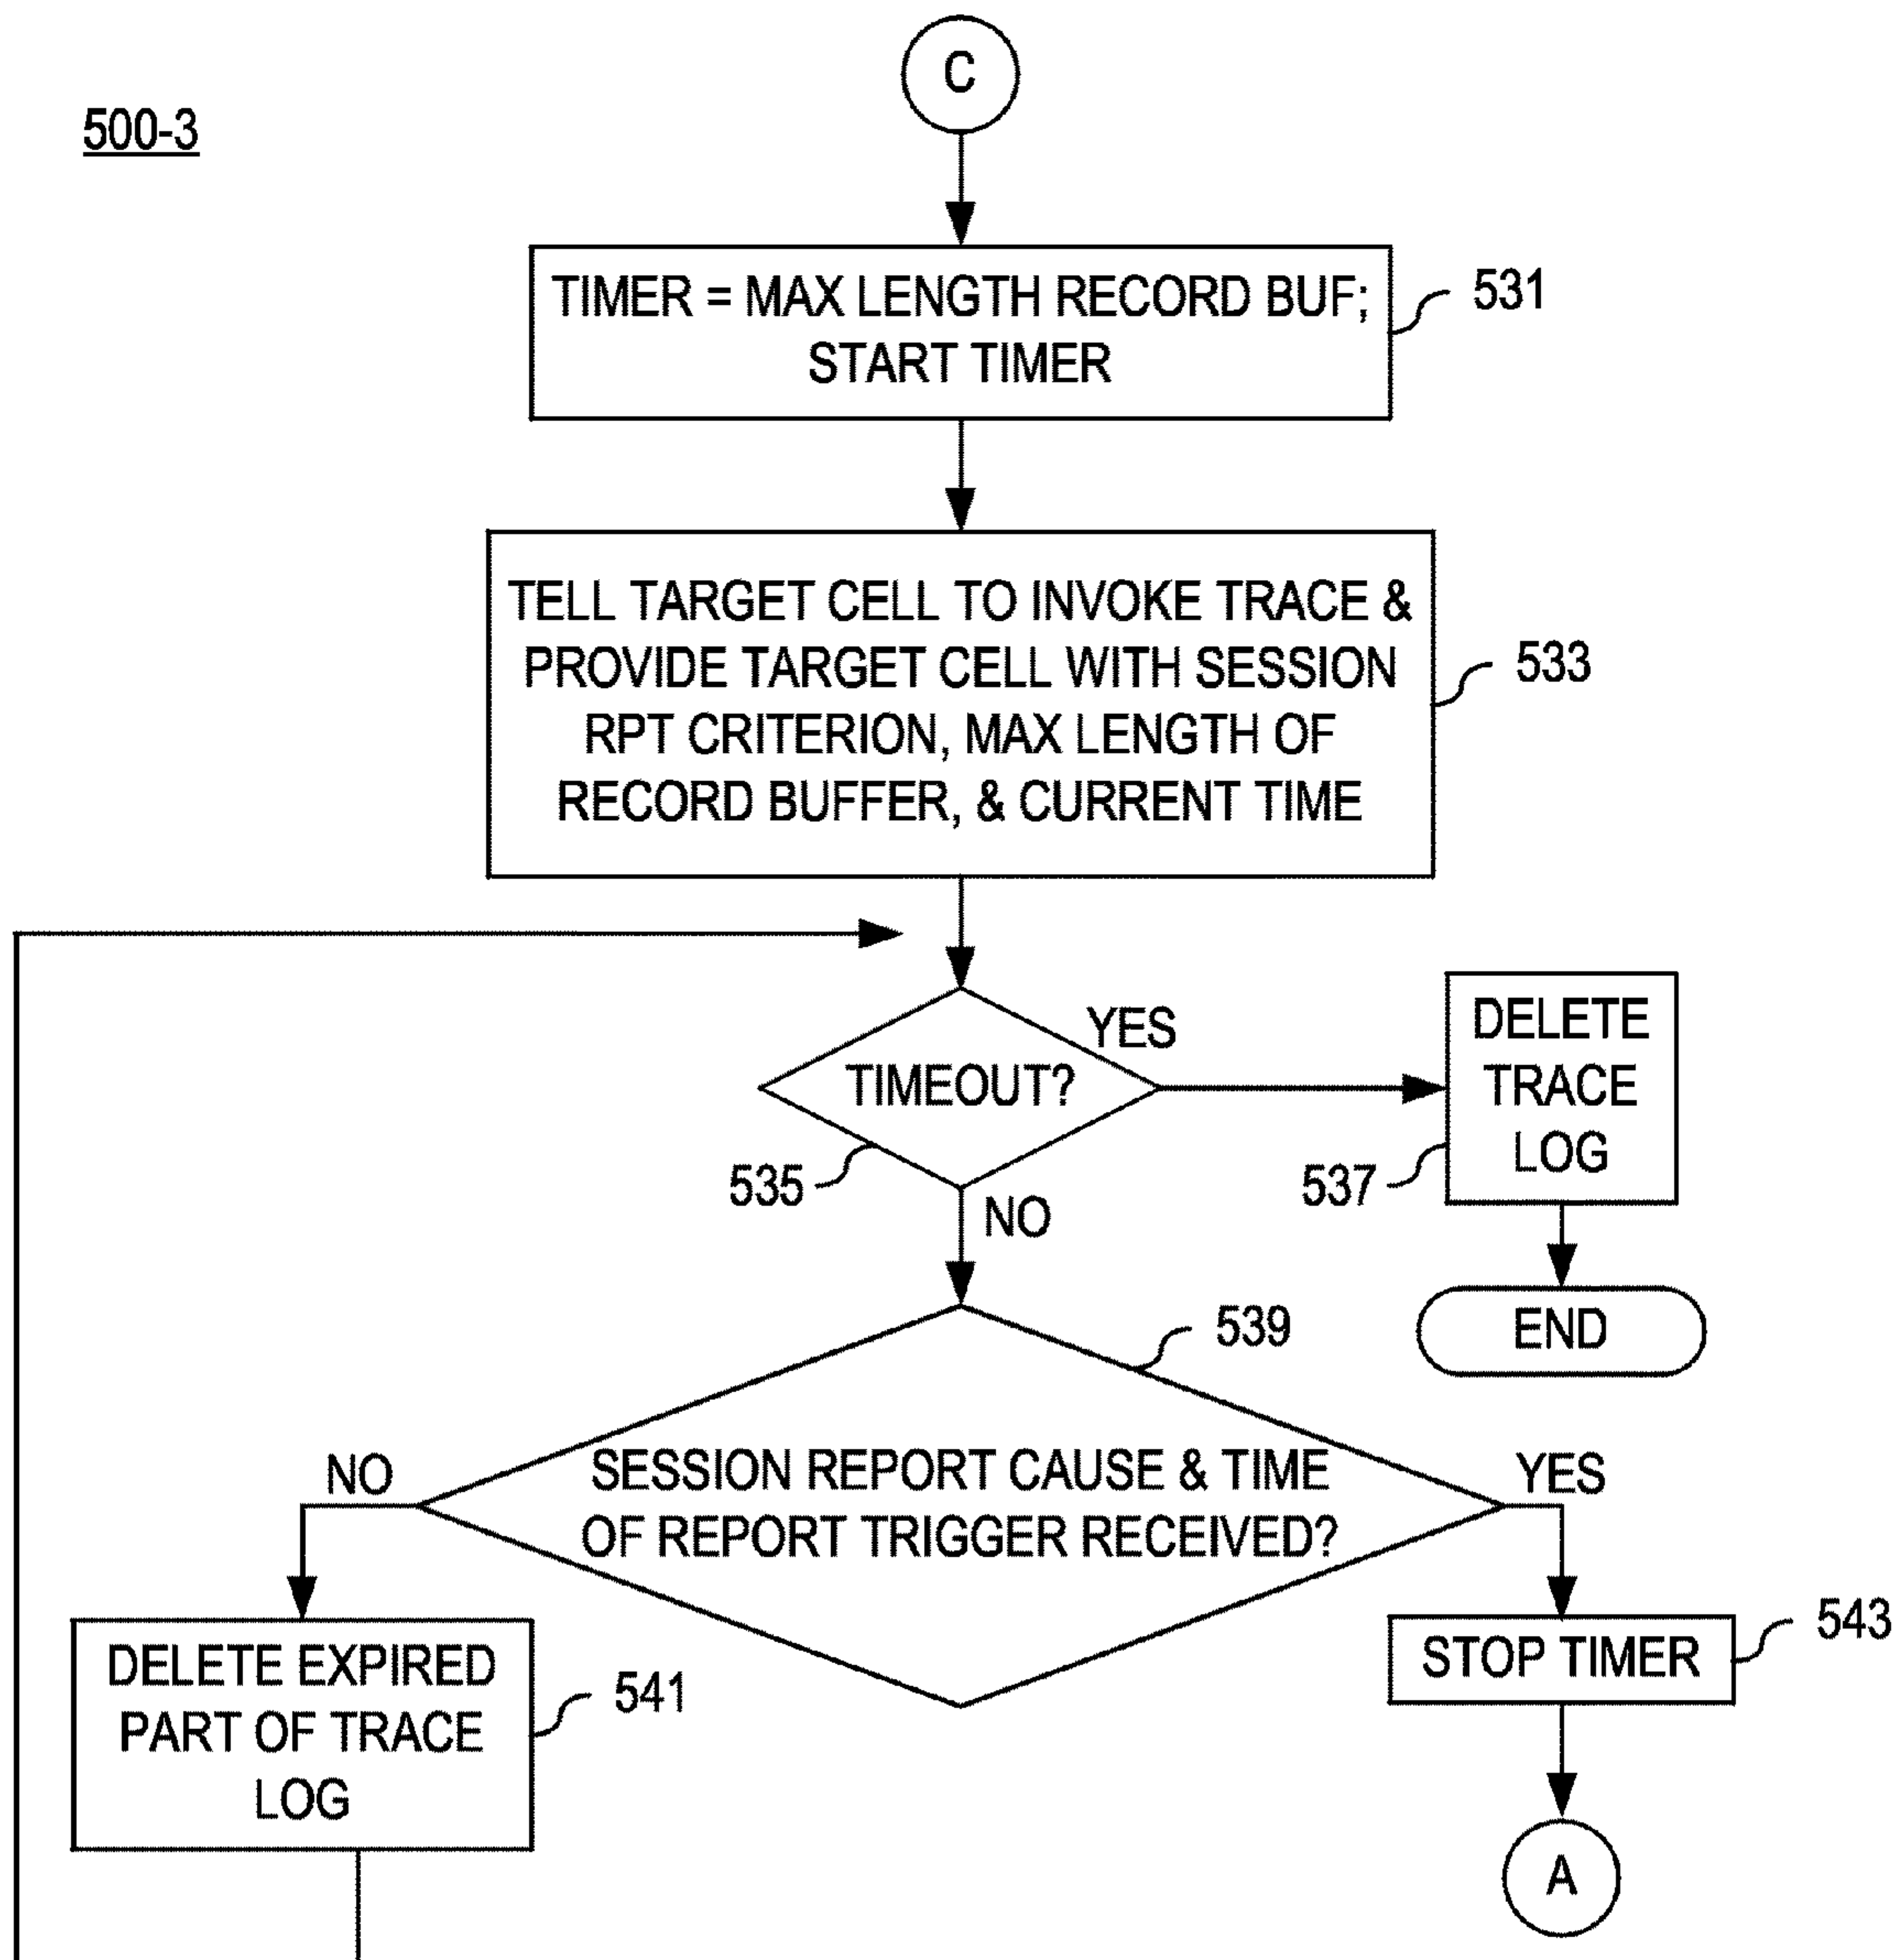 C
500-3
TIMER = MAX LENGTH RECORD BUF;
START TIMER
531
TELL TARGET CELL TO INVOKE TRACE &
PROVIDE TARGET CELL WITH SESSION
RPT CRITERION, MAX LENGTH OF
RECORD BUFFER, & CURRENT TIME
533
TIMEOUT?
YES
535
NO
DELETE
TRACE
LOG
537
END
539
SESSION REPORT CAUSE & TIME
OF REPORT TRIGGER RECEIVED?
NO
YES
DELETE EXPIRED
PART OF TRACE
LOG
541
STOP TIMER
543
A